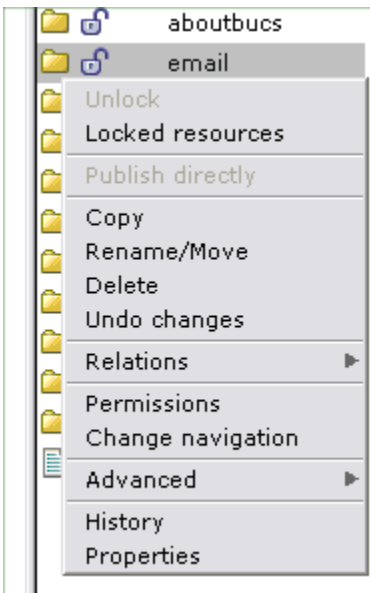 aboutbucs
email
Unlock
Locked resources
Publish directly
Copy
Rename/Move
Delete
Undo changes
Relations
Permissions
Change navigation
Advanced
History
Properties